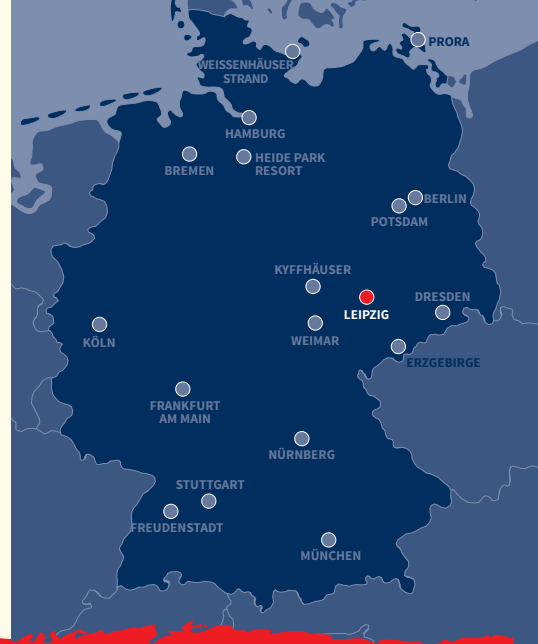 PRORA
WEISSENHÄUSER
STRAND
HAMBURG
HEIDE PARK
RESORT
BREMEN
BERLIN
POTSDAM
KYFFHÄUSER
DRESDEN
LEIPZIG
KÖLN
WEIMAR
ERZGEBIRGE
FRANKFURT
AM MAIN
NÜRNBERG
STUTTGART
FREUDENSTADT
MÜNCHEN